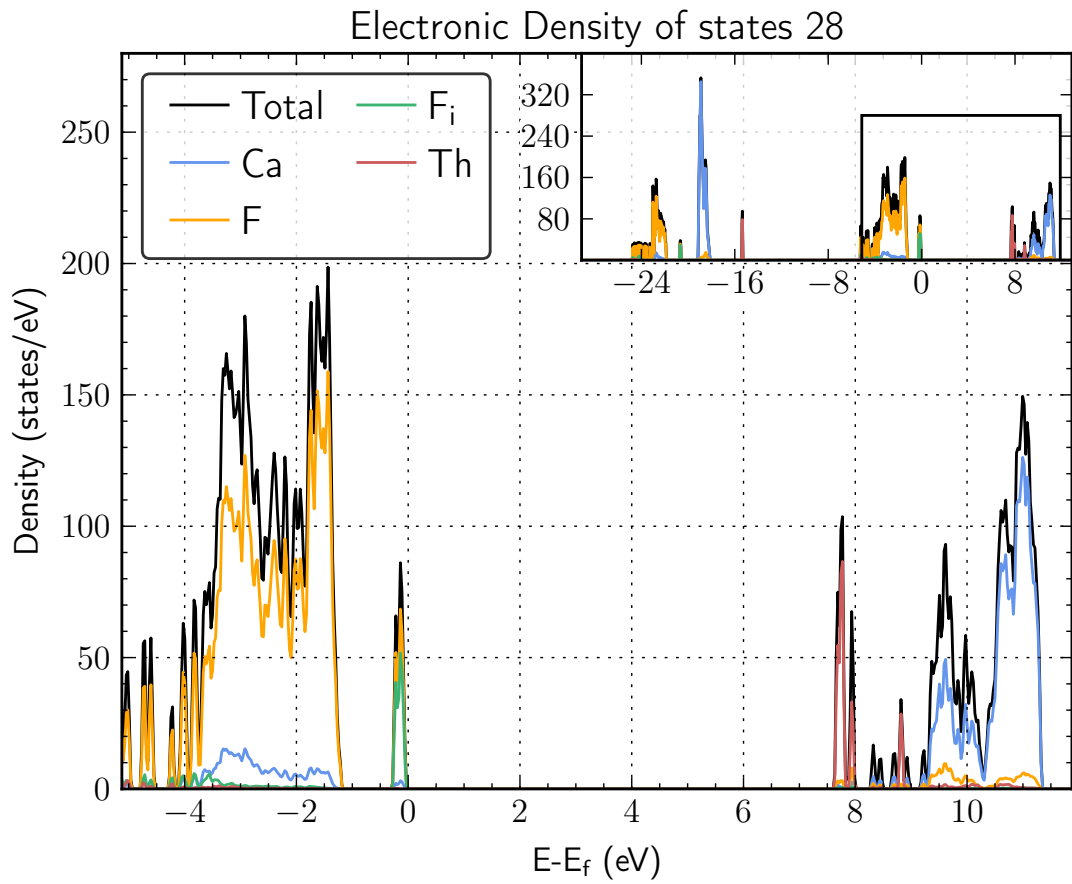 Electronic Density of states 28
Total
Ca
F
F_i
Th
320
240
160
80
−24 −16 −8 0 8
250
200
150
100
50
0
−4 −2 0 2 4 6 8 10
Density (states/eV)
E-E_f (eV)